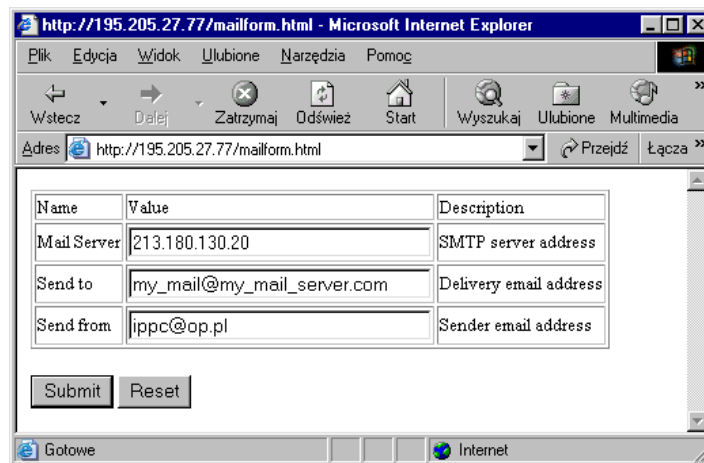 http://195.205.27.77/mailform.html - Microsoft Internet Explorer
Plik Edycja Widok Ulubione Narzędzia Pomoc
Wstecz Dalej Zatrzymaj Odśwież Start Wyszukaj Ulubione Multimedia »
Adres http://195.205.27.77/mailform.html Przejdź Łącza »
Name Value Description
Mail Server 213.180.130.20 SMTP server address
Send to my_mail@my_mail_server.com Delivery email address
Send from ippc@op.pl Sender email address
Submit Reset
Gotowe Internet